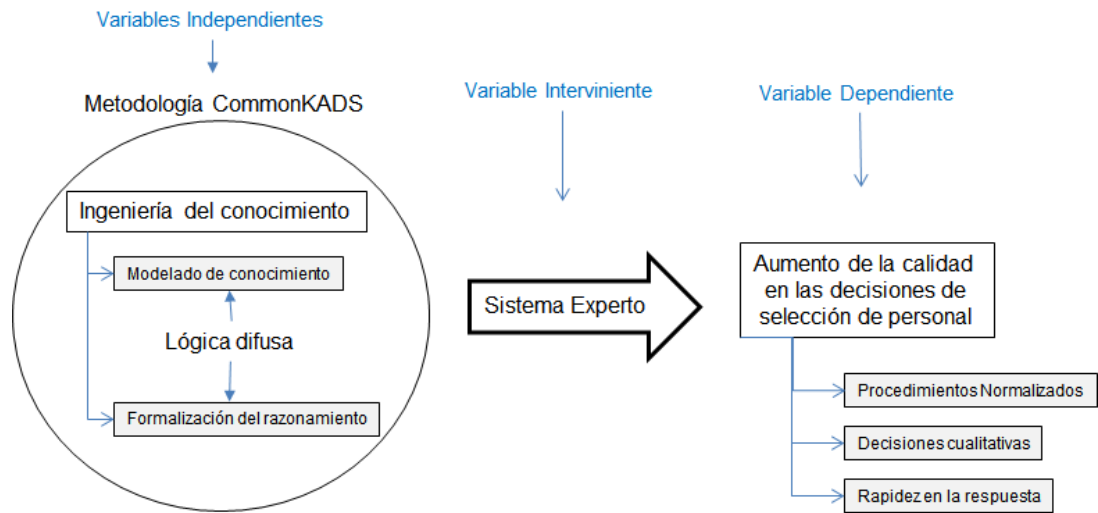 Variables Independientes
Metodología CommonKADS
Ingeniería del conocimiento
Modelado de conocimiento
Lógica difusa
Formalización del razonamiento
Variable Interviniente
Sistema Experto
Variable Dependiente
Aumento de la calidad
en las decisiones de
selección de personal
Procedimientos Normalizados
Decisiones cualitativas
Rapidez en la respuesta